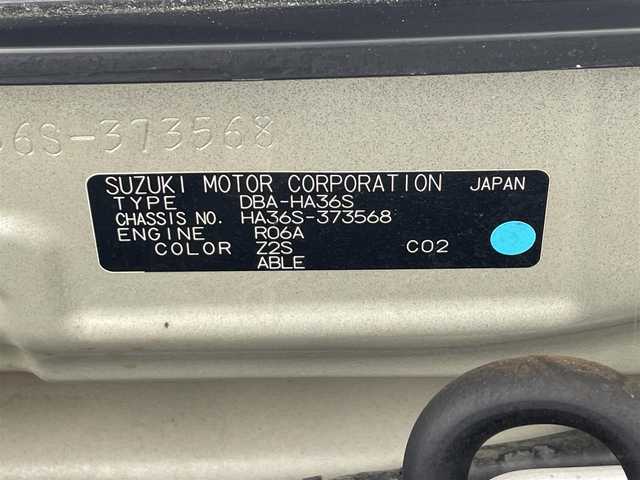 6S-373568
SUZUKI MOTOR CORPORATION JAPAN
TYPE DBA-HA36S
CHASSIS NO. HA36S-373568
ENGINE R06A
COLOR Z2S C02
ABLE